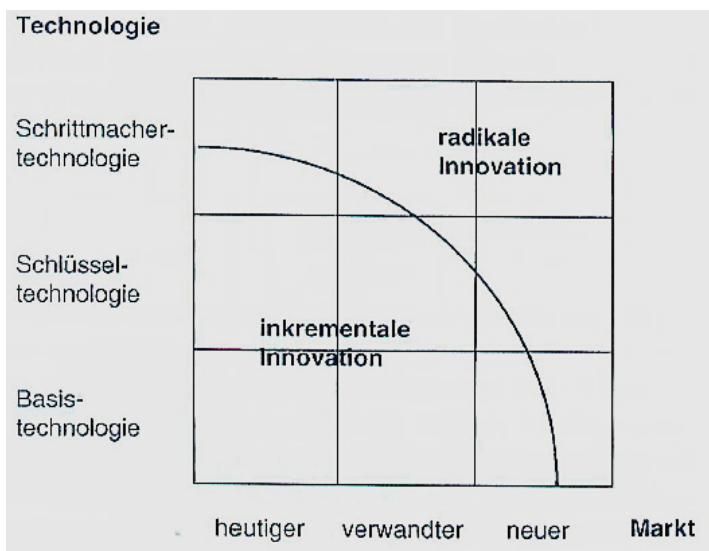 Technologie
Schrittmacher-
technologie
radikale
Innovation
Schlüssel-
technologie
inkrementale
Innovation
Basis-
technologie
heutiger verwandter neuer Markt